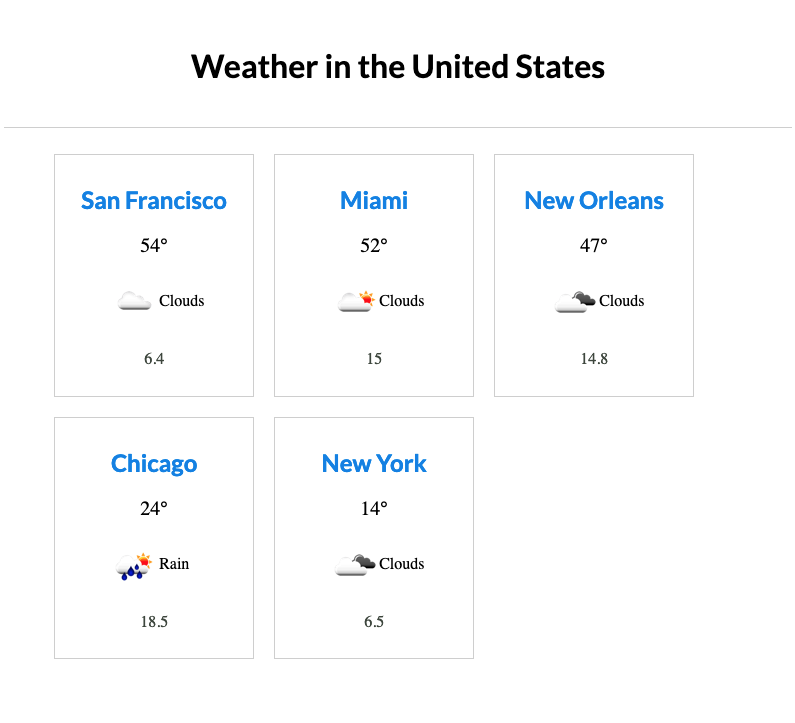 Weather in the United States
San Francisco
54°
Clouds
6.4
Miami
52°
Clouds
15
New Orleans
47°
Clouds
14.8
Chicago
24°
Rain
18.5
New York
14°
Clouds
6.5